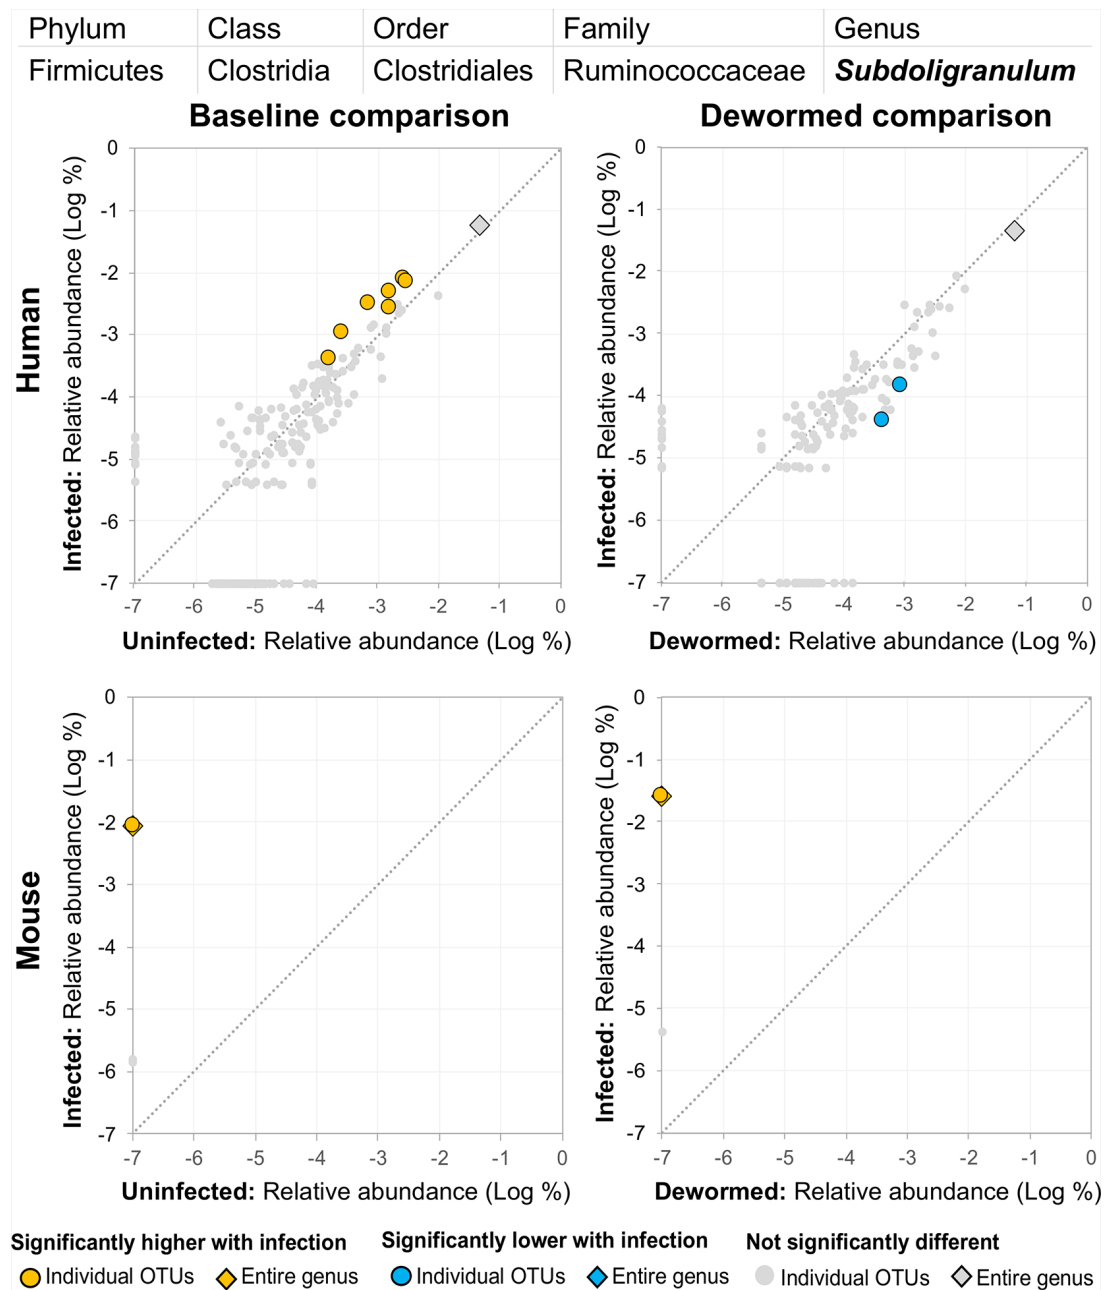 Phylum Class Order Family Genus
Firmicutes Clostridia Clostridiales Ruminococcaceae Subdoligranulum
Baseline comparison Dewormed comparison
Human
Infected: Relative abundance (Log %)
0
-1
-2
-3
-4
-5
-6
-7
-7 -6 -5 -4 -3 -2 -1 0
Uninfected: Relative abundance (Log %)
Infected: Relative abundance (Log %)
0
-1
-2
-3
-4
-5
-6
-7
-7 -6 -5 -4 -3 -2 -1 0
Dewormed: Relative abundance (Log %)
Mouse
Infected: Relative abundance (Log %)
0
-1
-2
-3
-4
-5
-6
-7
-7 -6 -5 -4 -3 -2 -1 0
Uninfected: Relative abundance (Log %)
Infected: Relative abundance (Log %)
0
-1
-2
-3
-4
-5
-6
-7
-7 -6 -5 -4 -3 -2 -1 0
Dewormed: Relative abundance (Log %)
Significantly higher with infection Significantly lower with infection Not significantly different
Individual OTUs Entire genus Individual OTUs Entire genus Individual OTUs Entire genus